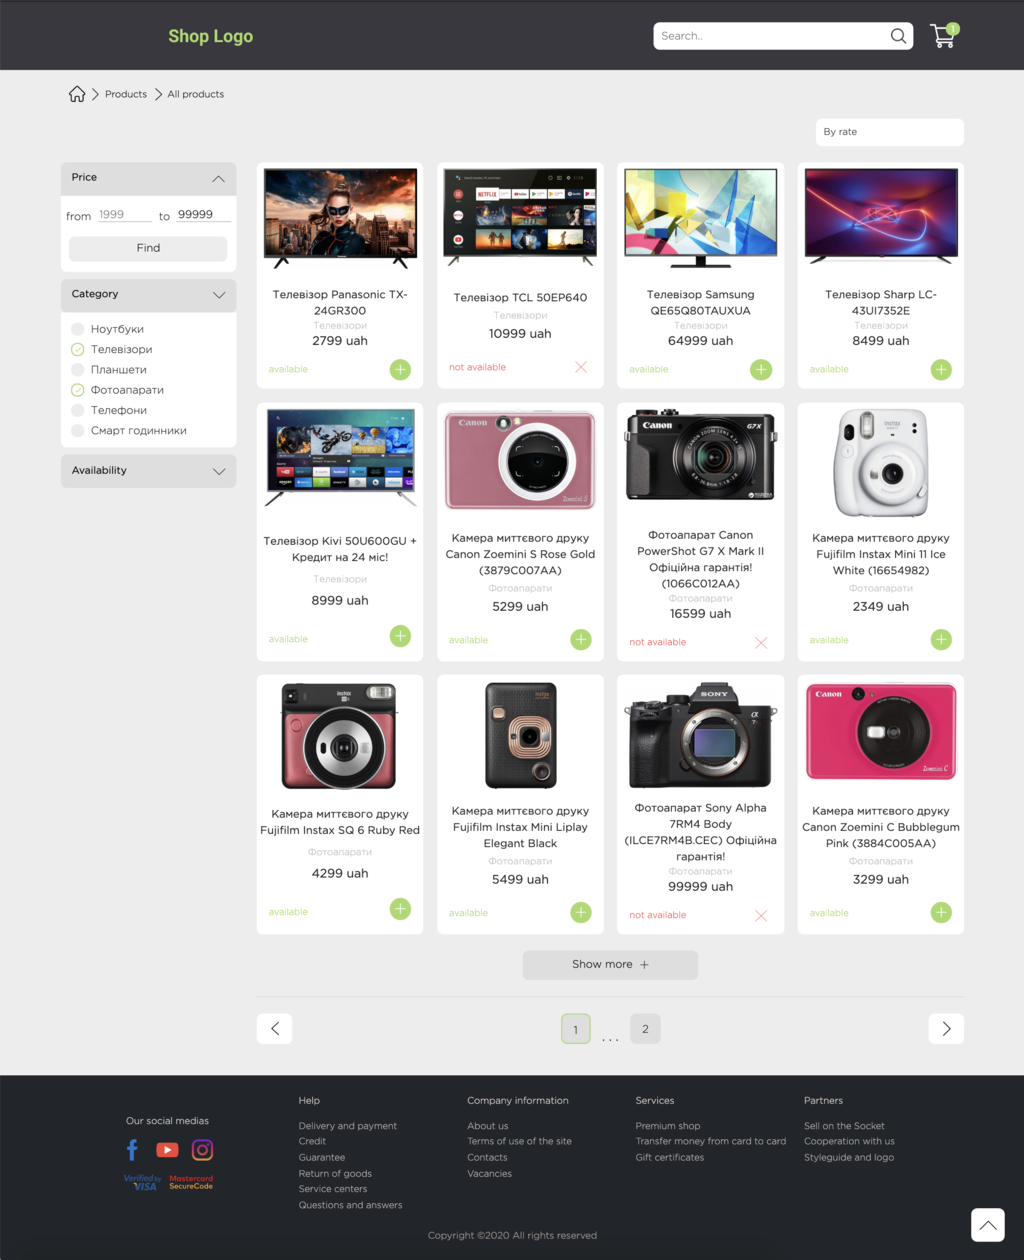 Shop Logo
Search..
1
Products
All products
By rate
Price
from 1999 to 99999
Find
Category
Ноутбуки
Телевізори
Планшети
Фотоапарати
Телефони
Смарт годинники
Availability
Телевізор Panasonic TX-
24GR300
Телевізори
2799 uah
available
NETFLIX
Телевізор TCL 50EP640
Телевізори
10999 uah
not available
Телевізор Samsung
QE65Q80TAUXUA
Телевізори
64999 uah
available
Телевізор Sharp LC-
43UI7352E
Телевізори
8499 uah
available
Телевізор Kivi 50U600GU +
Кредит на 24 міс!
Телевізори
8999 uah
available
Canon
Zoemini S
Камера миттєвого друку
Canon Zoemini S Rose Gold
(3879C007AA)
Фотоапарати
5299 uah
available
Canon
G7X
Фотоапарат Canon
PowerShot G7 X Mark II
Офіційна гарантія!
(1066C012AA)
Фотоапарати
16599 uah
not available
instax
Камера миттєвого друку
Fujifilm Instax Mini 11 Ice
White (16654982)
Фотоапарати
2349 uah
available
instax
Камера миттєвого друку
Fujifilm Instax SQ 6 Ruby Red
Фотоапарати
4299 uah
available
instax
Камера миттєвого друку
Fujifilm Instax Mini Liplay
Elegant Black
Фотоапарати
5499 uah
available
SONY
α
Фотоапарат Sony Alpha
7RM4 Body
(ILCE7RM4B.CEC) Офіційна
гарантія!
Фотоапарати
99999 uah
not available
Canon
Zoemini C
Камера миттєвого друку
Canon Zoemini C Bubblegum
Pink (3884C005AA)
Фотоапарати
3299 uah
available
Show more +
1
...
2
Our social medias
Verified by
VISA
Mastercard
SecureCode
Help
Delivery and payment
Credit
Guarantee
Return of goods
Service centers
Questions and answers
Company information
About us
Terms of use of the site
Contacts
Vacancies
Services
Premium shop
Transfer money from card to card
Gift certificates
Partners
Sell on the Socket
Cooperation with us
Styleguide and logo
Copyright ©2020 All rights reserved